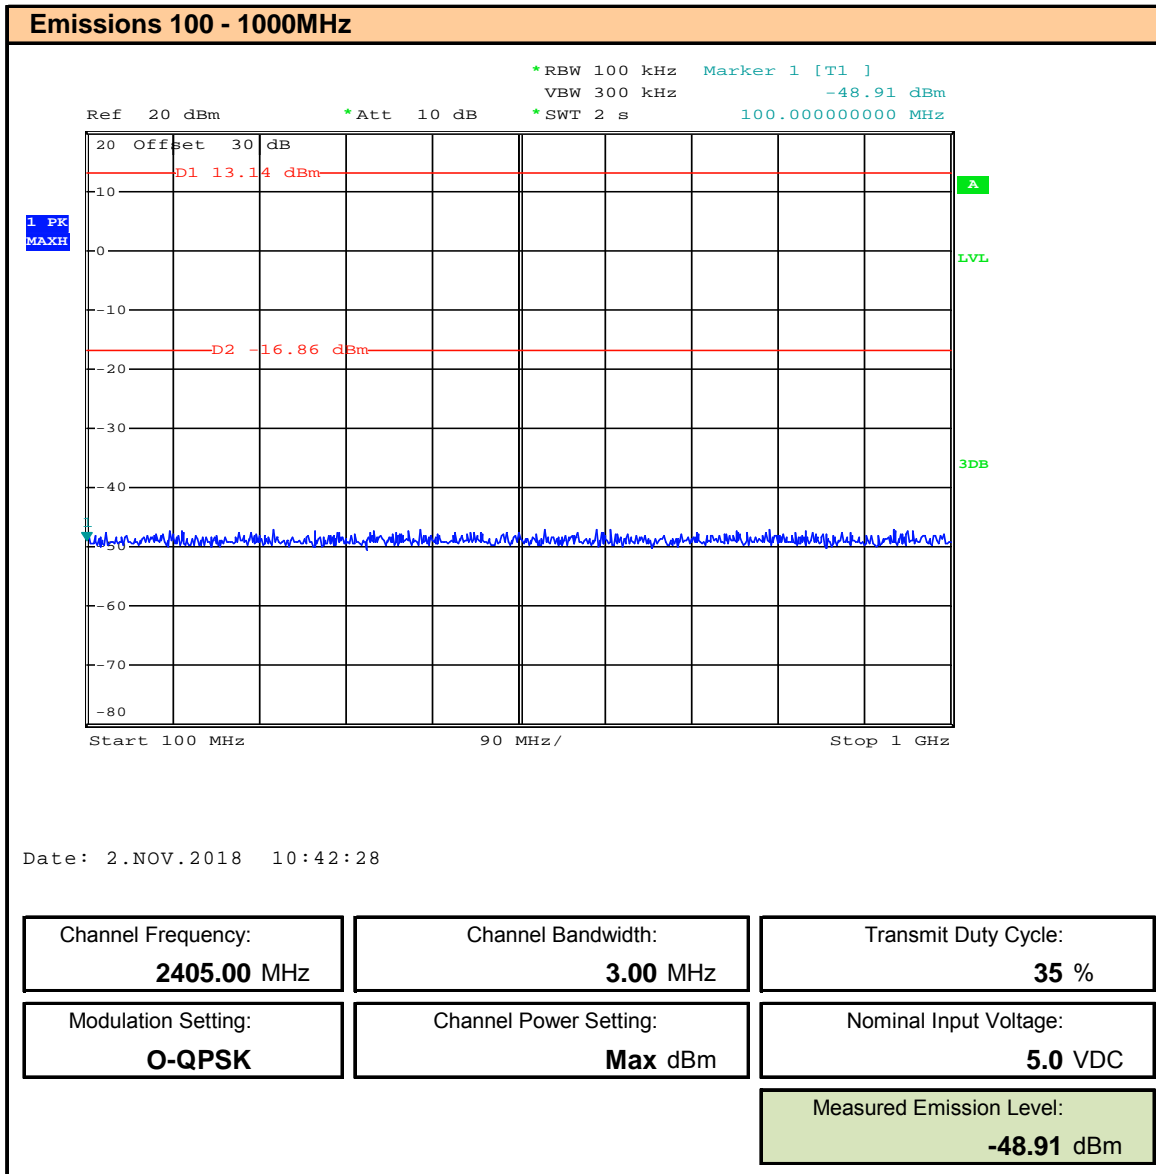 Emissions 100 - 1000MHz
*RBW 100 kHz Marker 1 [T1 ]
VBW 300 kHz -48.91 dBm
Ref 20 dBm *Att 10 dB *SWT 2 s 100.000000000 MHz
20 Offset 30 dB
D1 13.14 dBm
A
10
1 PK
MAXH
0
LVL
-10
D2 -16.86 dBm
-20
-30
3DB
-40
1
-50
-60
-70
-80
Start 100 MHz 90 MHz/ Stop 1 GHz
Date: 2.NOV.2018 10:42:28
Channel Frequency: Channel Bandwidth: Transmit Duty Cycle:
2405.00 MHz 3.00 MHz 35 %
Modulation Setting: Channel Power Setting: Nominal Input Voltage:
O-QPSK Max dBm 5.0 VDC
Measured Emission Level:
-48.91 dBm